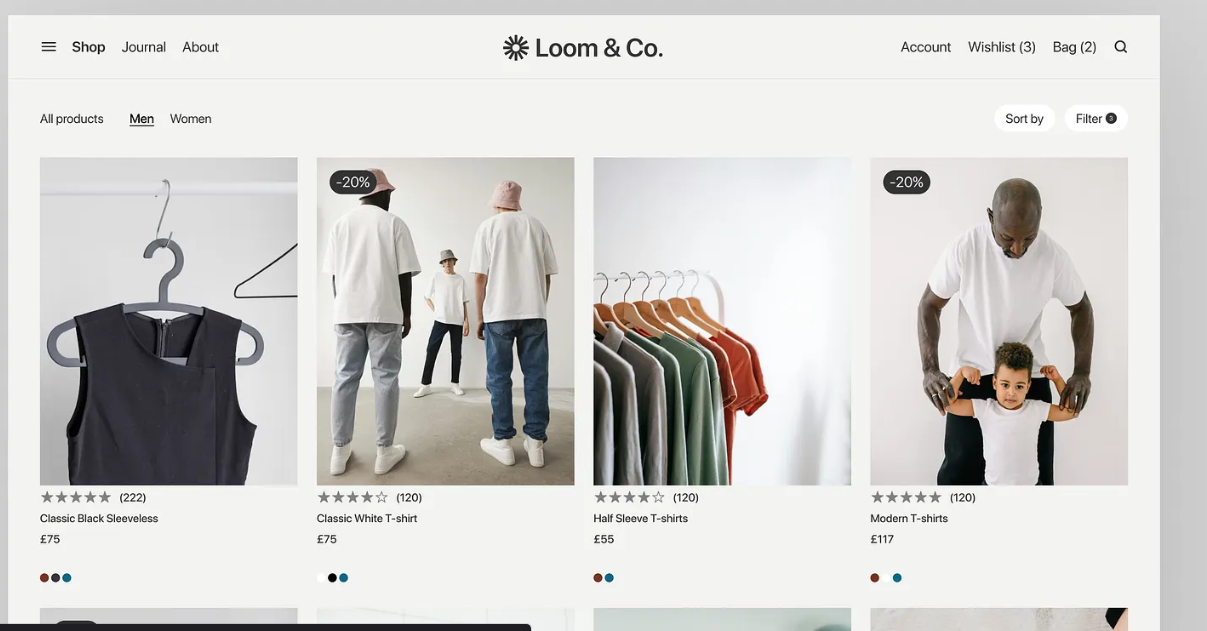 Shop Journal About
Loom & Co.
Account Wishlist (3) Bag (2)
All products Men Women
Sort by Filter 3
-20%
-20%
(222)
(120)
(120)
(120)
Classic Black Sleeveless
Classic White T-shirt
Half Sleeve T-shirts
Modern T-shirts
£75
£75
£55
£117